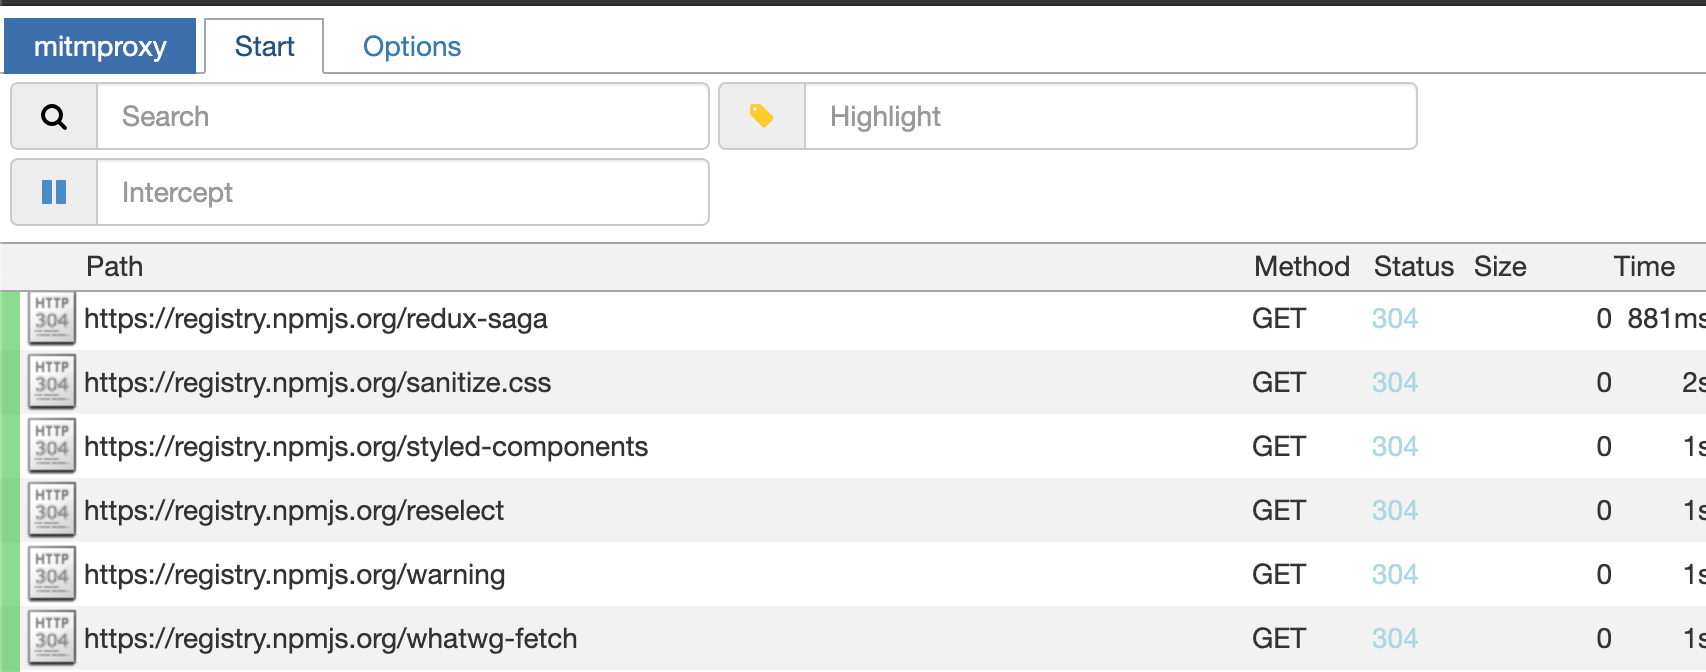 mitmproxy Start Options
Search Highlight
Intercept
Path Method Status Size Time
HTTP 304 https://registry.npmjs.org/redux-saga GET 304 0 881ms
HTTP 304 https://registry.npmjs.org/sanitize.css GET 304 0 2s
HTTP 304 https://registry.npmjs.org/styled-components GET 304 0 1s
HTTP 304 https://registry.npmjs.org/reselect GET 304 0 1s
HTTP 304 https://registry.npmjs.org/warning GET 304 0 1s
HTTP 304 https://registry.npmjs.org/whatwg-fetch GET 304 0 1s